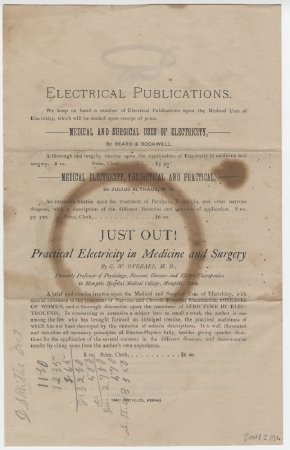 ELECTRICAL PUBLICATIONS.
We keep on hand a number of Electrical Publications upon the Medical Uses of
Electricity, which will be mailed upon receipt of price.
MEDICAL AND SURGICAL USES OF ELECTRICITY,
By BEARD & ROCKWELL.
A thorough and lengthy treatise upon the applications of Electricity to medicine and
surgery. 8 vo. Price, Cloth
MEDICAL ELECTRICITY, THEORETICAL AND PRACTICAL,
By JULIUS ALTHAUS, M. D.
An extensive treatise upon the treatment of Paralysis, Neuralgia, and other nervous
diseases, with a description of the different batteries and methods of application. 8 vo.
pp 700. Price, Cloth, $6 00
JUST OUT!
Practical Electricity in Medicine and Surgery
By G. W. OVERALL, M. D.,
Formerly Professor of Physiology, Nervous Diseases and Electro Therapeutics
in Memphis Hospital Medical College, Memphis, Tenn.
A brief and concise treatise upon the Medical and Surgical uses of Electricity, with
special reference to the treatment of Nervous and Chronic Diseases, Rheumatism, DISEASES
OF WOMEN, and a thorough discussion upon the treatment of STRICTURE BY ELEC-
TROLYSIS. In condensing so extensive a subject into so small a work, the author is one
among the few who has brought forward an abridged treatise, the practical usefulness of
which has not been destroyed by the omission of minute descriptions. It is well illustrated
and describes all necessary principles of Electro-Physics fully, besides giving specific direc-
tions for the application of the several currents in the different diseases, and demonstrates
results by citing cases from the author's own experience.
Price, Cloth, $1 00